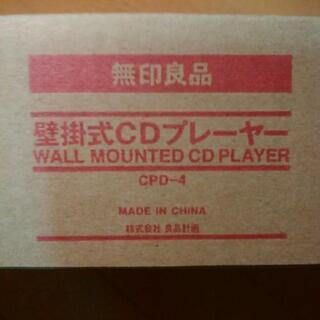 無印良品
壁掛式CDプレーヤー
WALL MOUNTED CD PLAYER
CPD-4
MADE IN CHINA
株式会社 良品計画